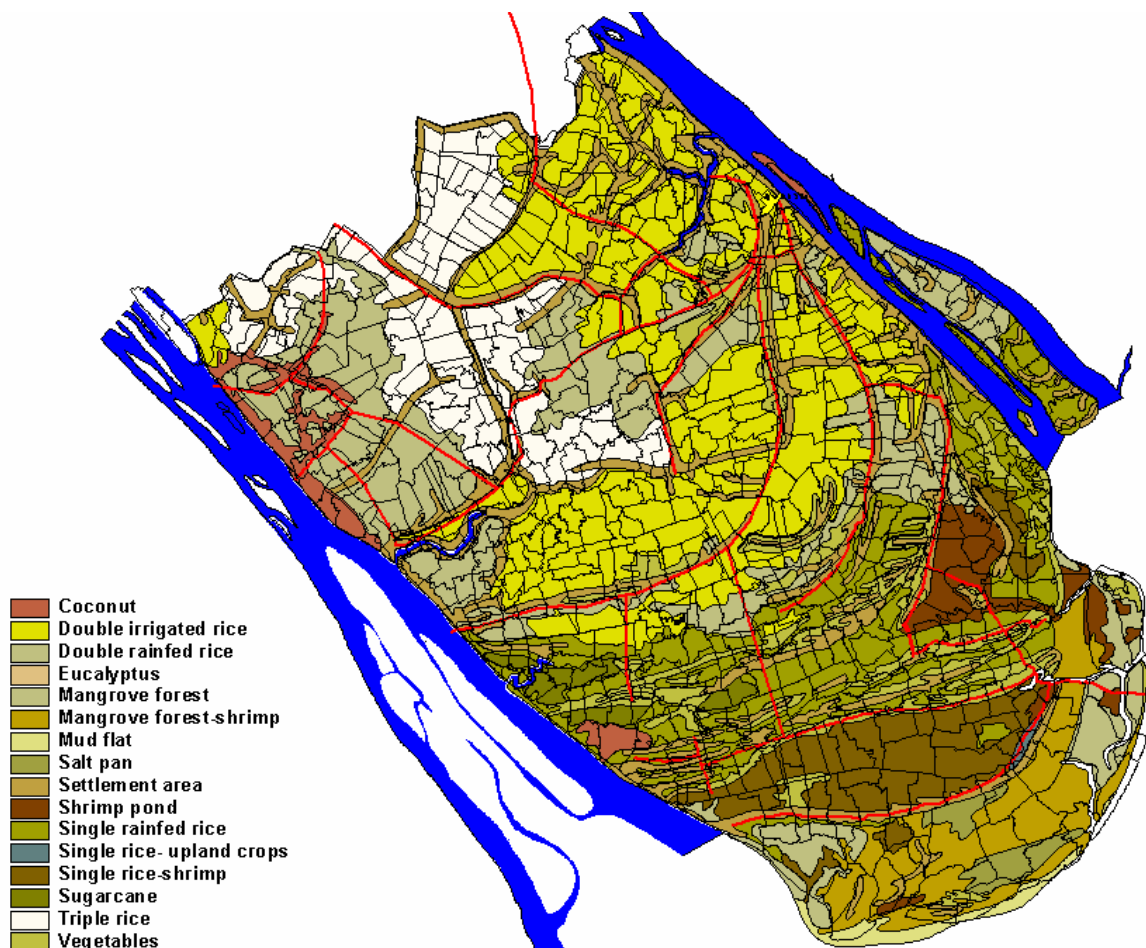 Coconut
Double irrigated rice
Double rainfed rice
Eucalyptus
Mangrove forest
Mangrove forest-shrimp
Mud flat
Salt pan
Settlement area
Shrimp pond
Single rainfed rice
Single rice- upland crops
Single rice-shrimp
Sugarcane
Triple rice
Vegetables